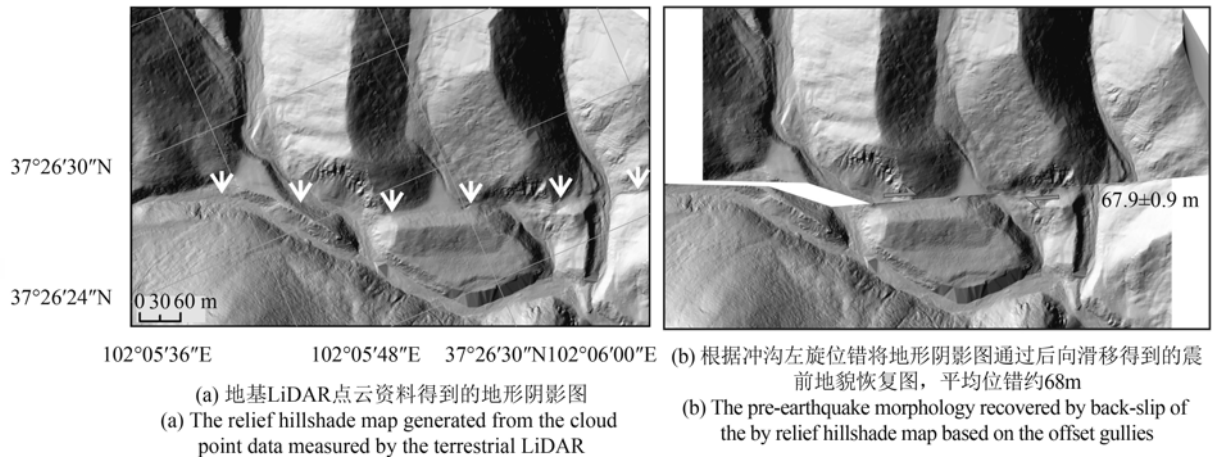 37°26′30″N
67.9±0.9 m
37°26′24″N
0 30 60 m
102°05′36″E 102°05′48″E 37°26′30″N102°06′00″E
(a) 地基LiDAR点云资料得到的地形阴影图
(a) The relief hillshade map generated from the cloud
point data measured by the terrestrial LiDAR
(b) 根据冲沟左旋位错将地形阴影图通过后向滑移得到的震
前地貌恢复图，平均位错约68m
(b) The pre-earthquake morphology recovered by back-slip of
the by relief hillshade map based on the offset gullies